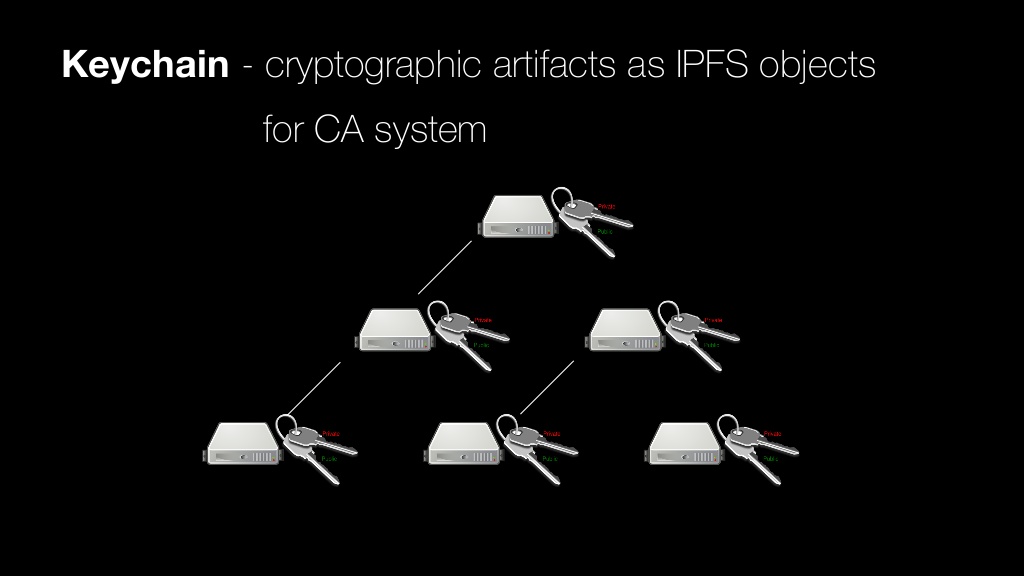 Keychain - cryptographic artifacts as IPFS objects
for CA system
Private
Public
Private
Private
Public
Public
Private
Private
Private
Public
Public
Public